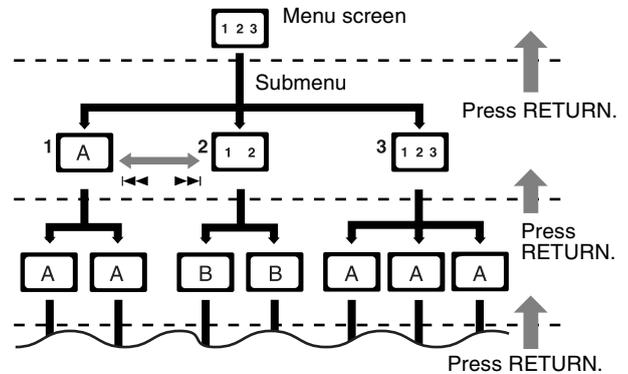 Menu screen
1 2 3
Submenu
Press RETURN.
1 A
2 1 2
3 1 2 3
Press
RETURN.
A A B B A A A
Press RETURN.